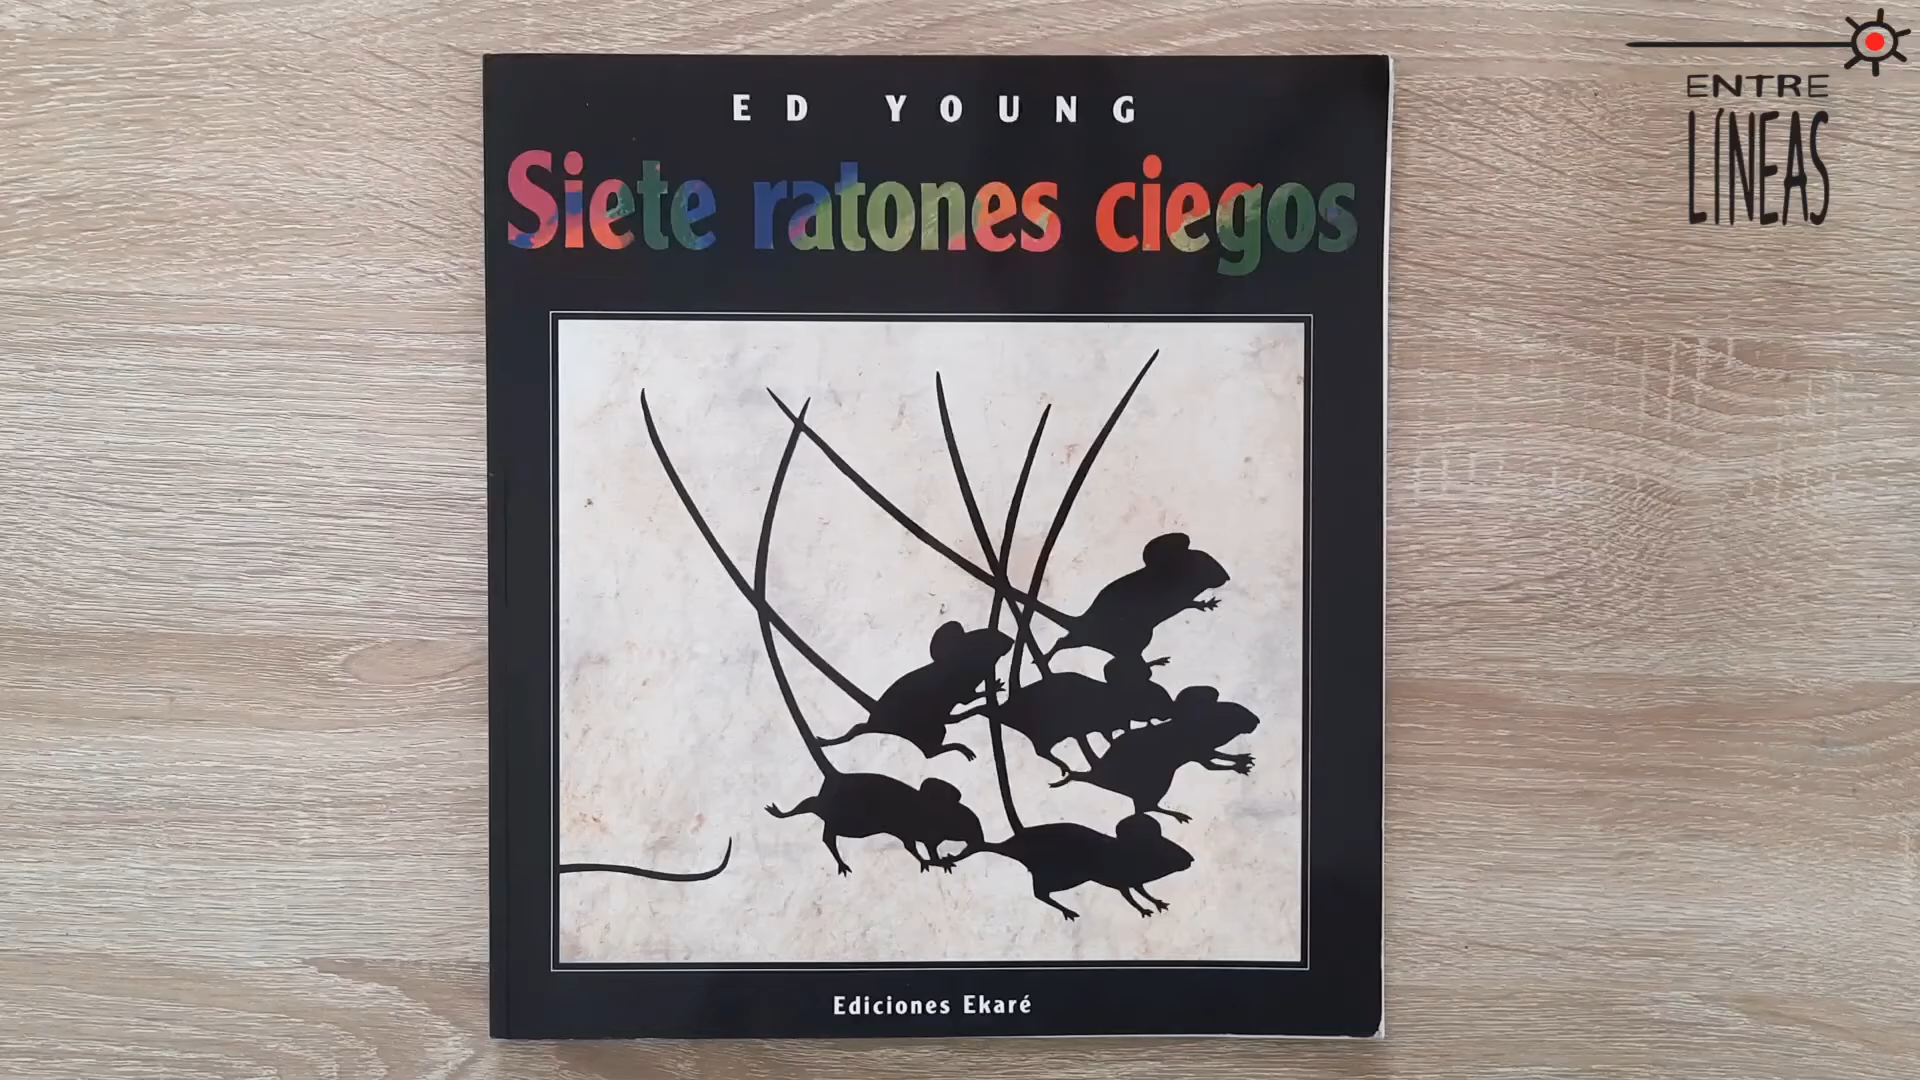 ED YOUNG
Siete ratones ciegos
Ediciones Ekaré
ENTRE
LÍNEAS